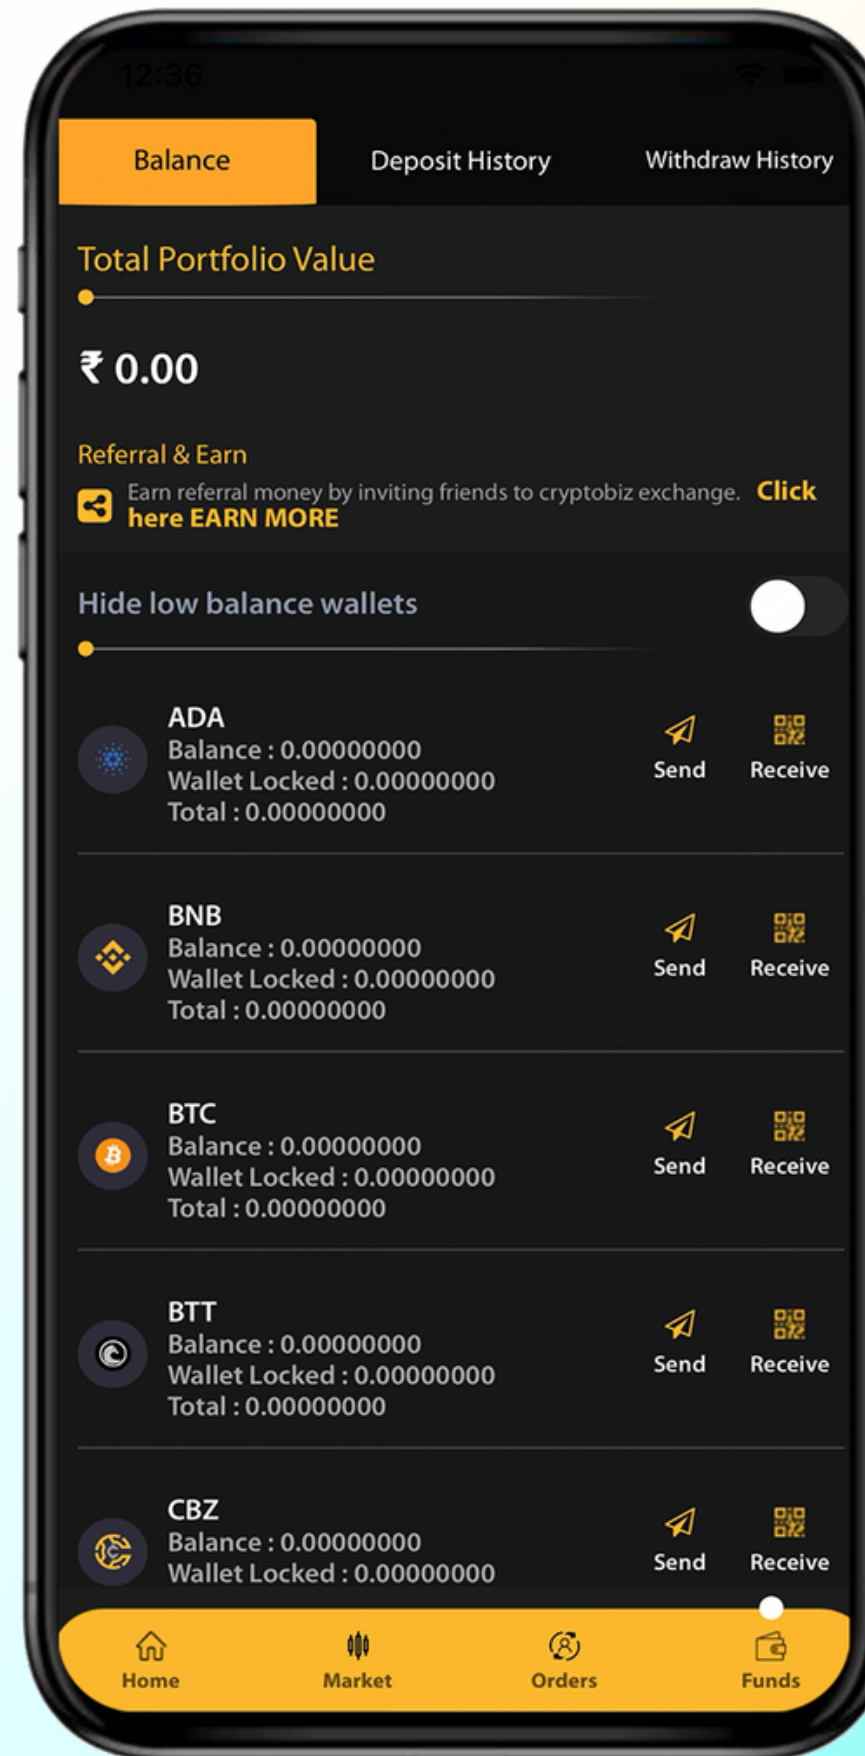 12:36
Balance Deposit History Withdraw History
Total Portfolio Value
₹ 0.00
Referral & Earn
Earn referral money by inviting friends to cryptobiz exchange. Click
here EARN MORE
Hide low balance wallets
ADA
Balance : 0.00000000
Wallet Locked : 0.00000000
Total : 0.00000000
Send Receive
BNB
Balance : 0.00000000
Wallet Locked : 0.00000000
Total : 0.00000000
Send Receive
BTC
Balance : 0.00000000
Wallet Locked : 0.00000000
Total : 0.00000000
Send Receive
BTT
Balance : 0.00000000
Wallet Locked : 0.00000000
Total : 0.00000000
Send Receive
CBZ
Balance : 0.00000000
Wallet Locked : 0.00000000
Send Receive
Home Market Orders Funds